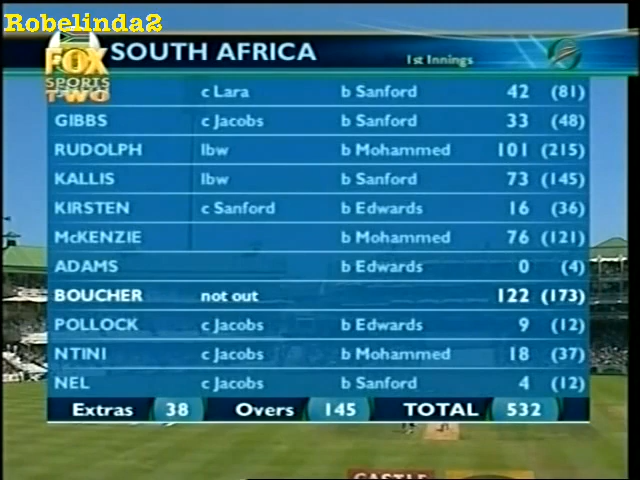 Robelinda2
FOX
SPORTS
TWO
SOUTH AFRICA 1st Innings
c Lara b Sanford 42 (81)
GIBBS c Jacobs b Sanford 33 (48)
RUDOLPH lbw b Mohammed 101 (215)
KALLIS lbw b Sanford 73 (145)
KIRSTEN c Sanford b Edwards 16 (36)
McKENZIE b Mohammed 76 (121)
ADAMS b Edwards 0 (4)
BOUCHER not out 122 (173)
POLLOCK c Jacobs b Edwards 9 (12)
NTINI c Jacobs b Mohammed 18 (37)
NEL c Jacobs b Sanford 4 (12)
Extras 38 Overs 145 TOTAL 532
CASTLE